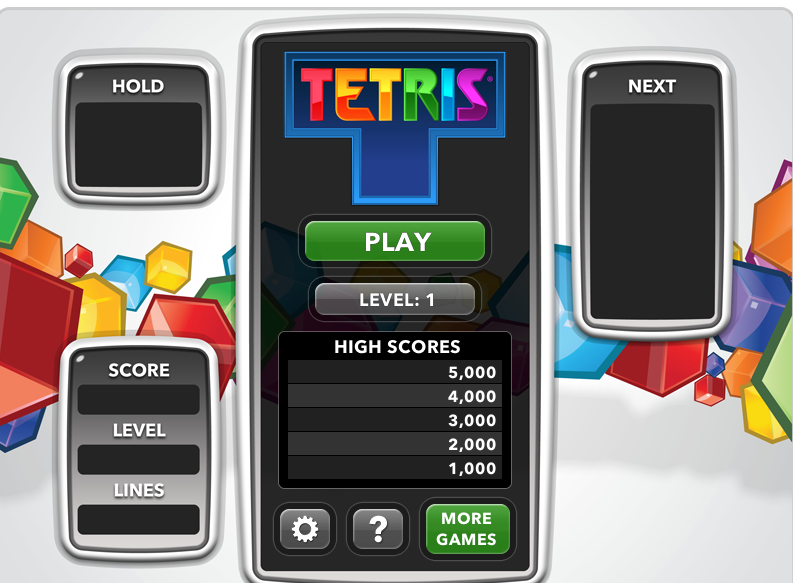 HOLD
TETRIS
NEXT
PLAY
LEVEL: 1
HIGH SCORES
5,000
4,000
3,000
2,000
1,000
SCORE
LEVEL
LINES
?
MORE
GAMES